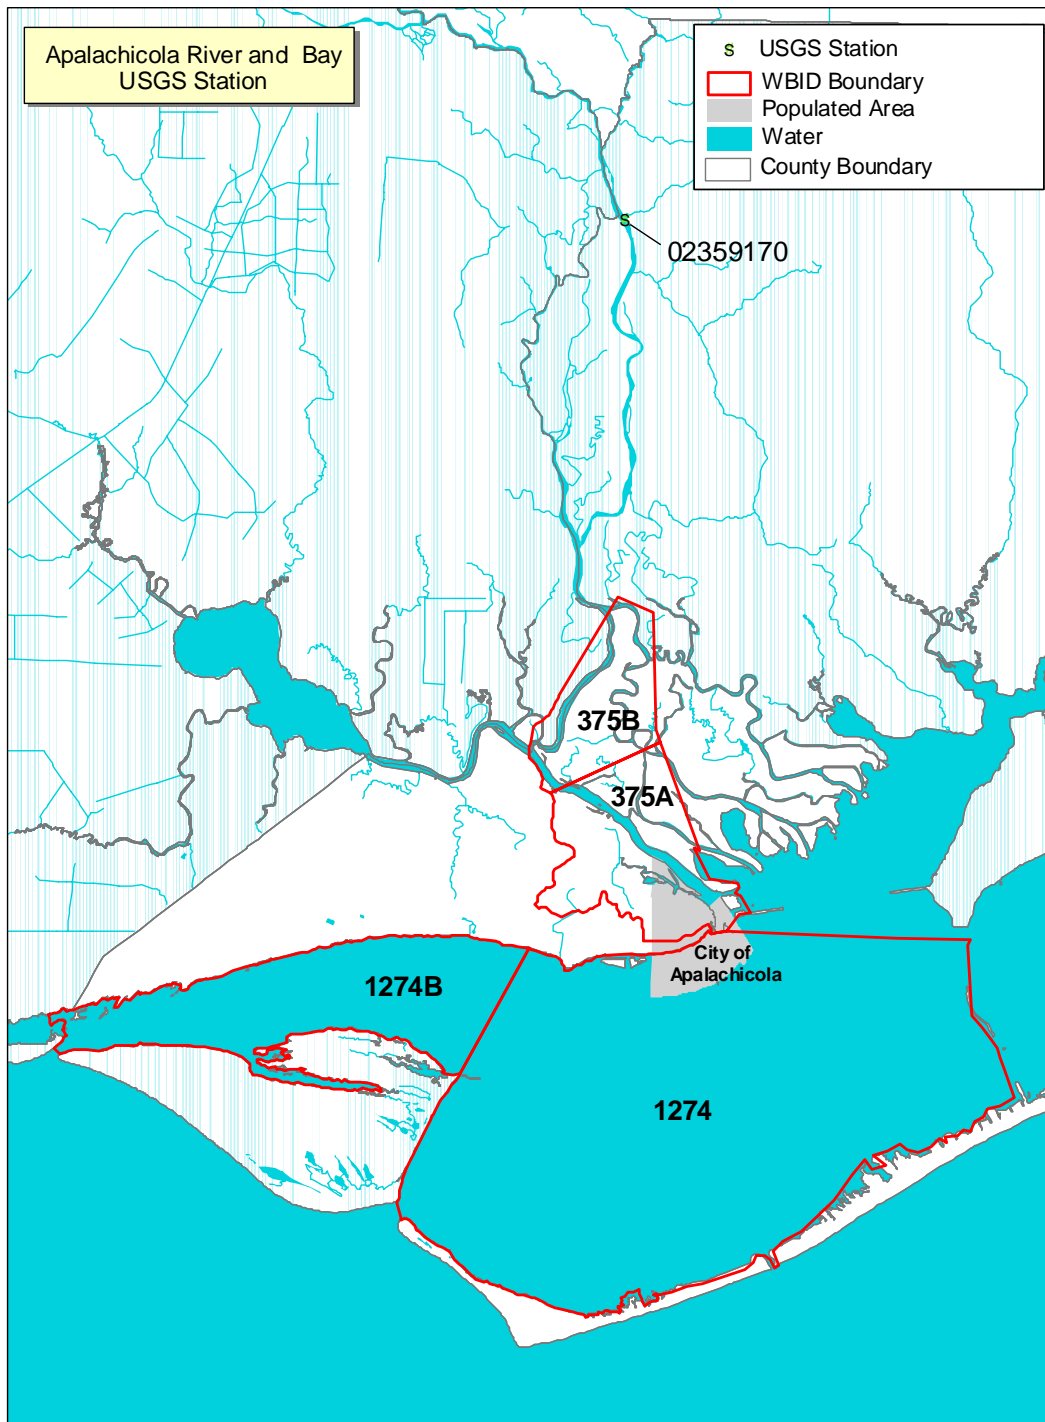 Apalachicola River and Bay
USGS Station
s USGS Station
WBID Boundary
Populated Area
Water
County Boundary
s
02359170
375B
375A
City of
Apalachicola
1274B
1274